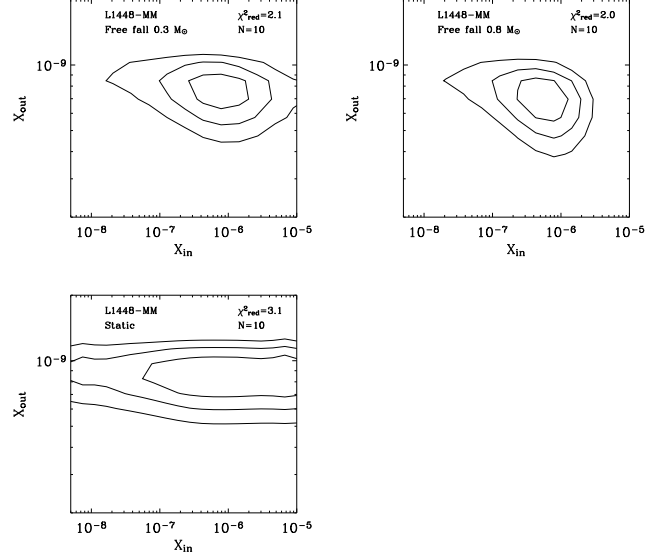 L1448-MM χ²red=2.1
Free fall 0.3 M⊙ N=10
10⁻⁹
Xout
10⁻⁸ 10⁻⁷ 10⁻⁶ 10⁻⁵
Xin
L1448-MM χ²red=2.0
Free fall 0.8 M⊙ N=10
10⁻⁹
Xout
10⁻⁸ 10⁻⁷ 10⁻⁶ 10⁻⁵
Xin
L1448-MM χ²red=3.1
Static N=10
10⁻⁹
Xout
10⁻⁸ 10⁻⁷ 10⁻⁶ 10⁻⁵
Xin